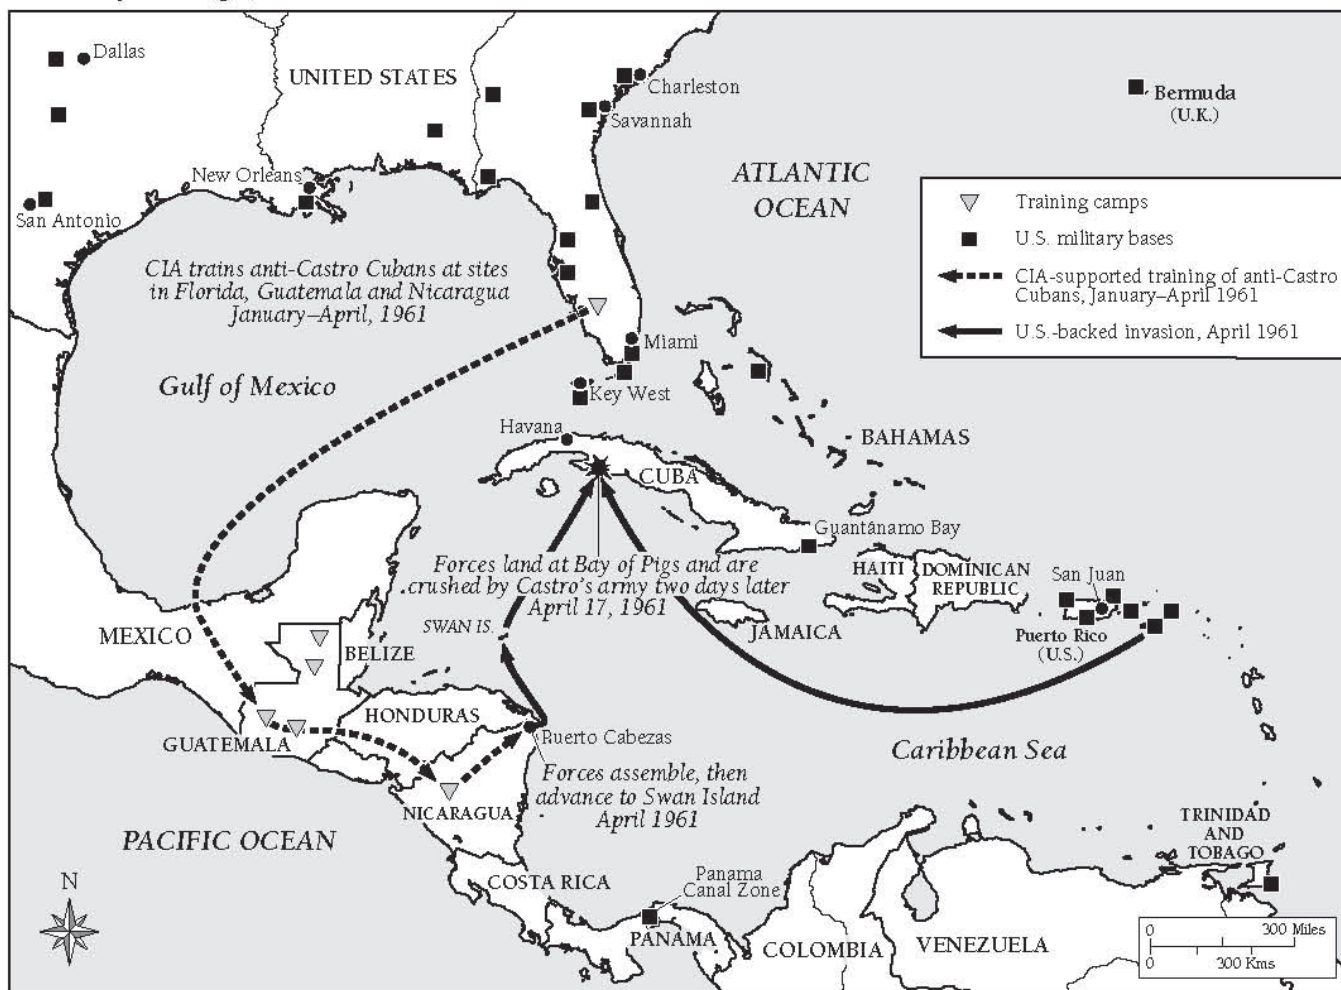 Dallas
UNITED STATES
Charleston
Savannah
Bermuda
(U.K.)
New Orleans
San Antonio
ATLANTIC
OCEAN
Training camps
U.S. military bases
CIA-supported training of anti-Castro
Cubans, January–April 1961
U.S.-backed invasion, April 1961
CIA trains anti-Castro Cubans at sites
in Florida, Guatemala and Nicaragua
January–April, 1961
Miami
Gulf of Mexico
Key West
Havana
BAHAMAS
CUBA
Guantánamo Bay
Forces land at Bay of Pigs and are
crushed by Castro's army two days later
April 17, 1961
HAITI
DOMINICAN
REPUBLIC
San Juan
SWAN IS.
JAMAICA
Puerto Rico
(U.S.)
MEXICO
BELIZE
HONDURAS
GUATEMALA
Puerto Cabezas
Caribbean Sea
Forces assemble, then
advance to Swan Island
April 1961
NICARAGUA
PACIFIC OCEAN
TRINIDAD
AND
TOBAGO
N
COSTA RICA
Panama
Canal Zone
PANAMA
COLOMBIA
VENEZUELA
0 300 Miles
0 300 Kms